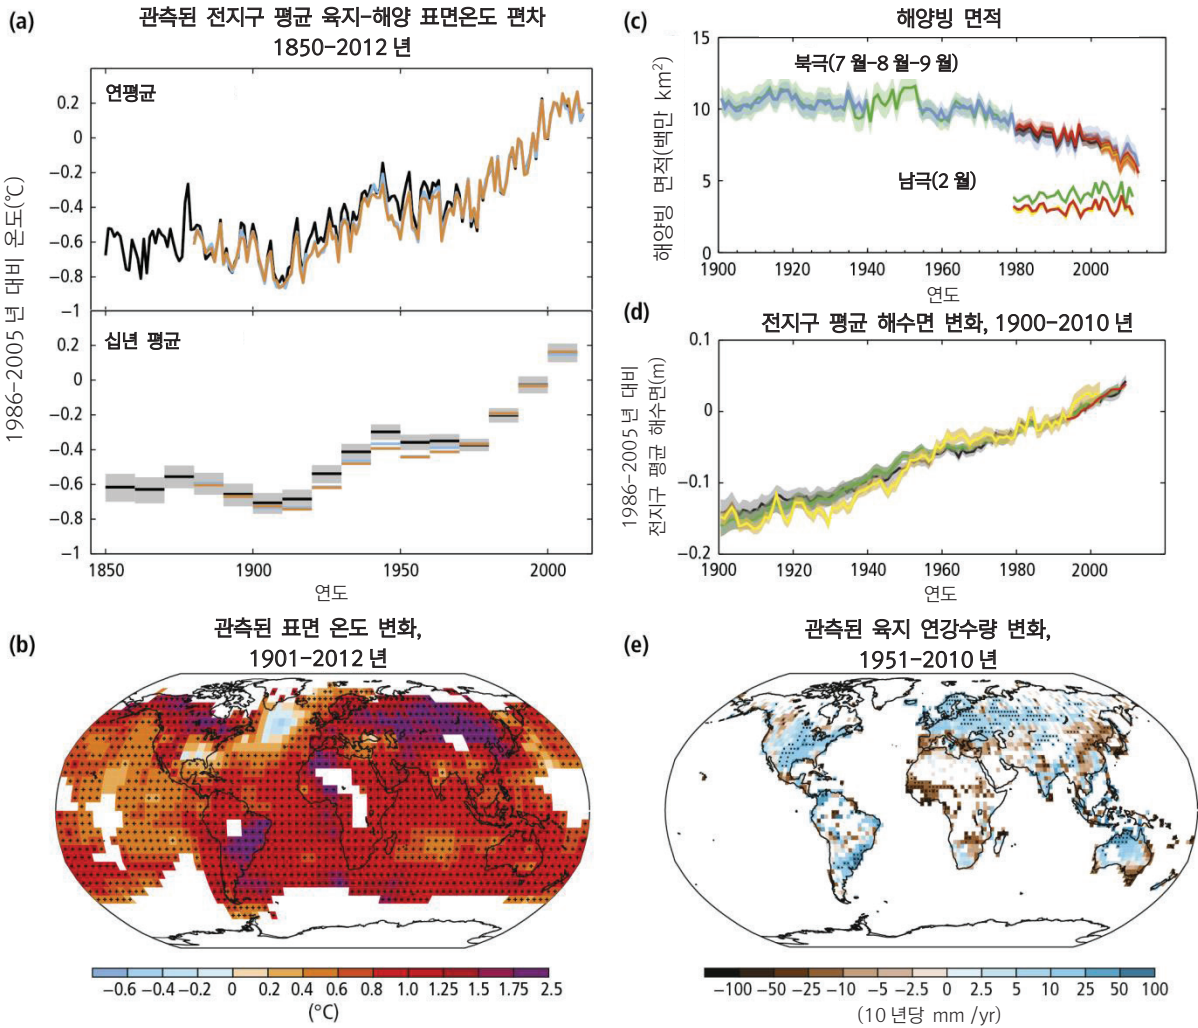 (a)
관측된 전지구 평균 육지-해양 표면온도 편차
1850-2012 년
연평균
0.2
0
-0.2
-0.4
-0.6
-0.8
-1
십년 평균
0.2
0
-0.2
-0.4
-0.6
-0.8
-1
1986-2005 년 대비 온도(℃)
1850 1900 1950 2000
연도
(b)
관측된 표면 온도 변화,
1901-2012 년
-0.6 -0.4 -0.2 0 0.2 0.4 0.6 0.8 1.0 1.25 1.5 1.75 2.5
(°C)
(c)
해양빙 면적
15
10
5
0
해양빙 면적(백만 km²)
북극(7 월-8 월-9 월)
남극(2 월)
1900 1920 1940 1960 1980 2000
연도
(d)
전지구 평균 해수면 변화, 1900-2010 년
0.1
0
-0.1
-0.2
1986-2005 년 대비
전지구 평균 해수면(m)
1900 1920 1940 1960 1980 2000
연도
(e)
관측된 육지 연강수량 변화,
1951-2010 년
-100 -50 -25 -10 -5 -2.5 0 2.5 5 10 25 50 100
(10 년당 mm /yr)